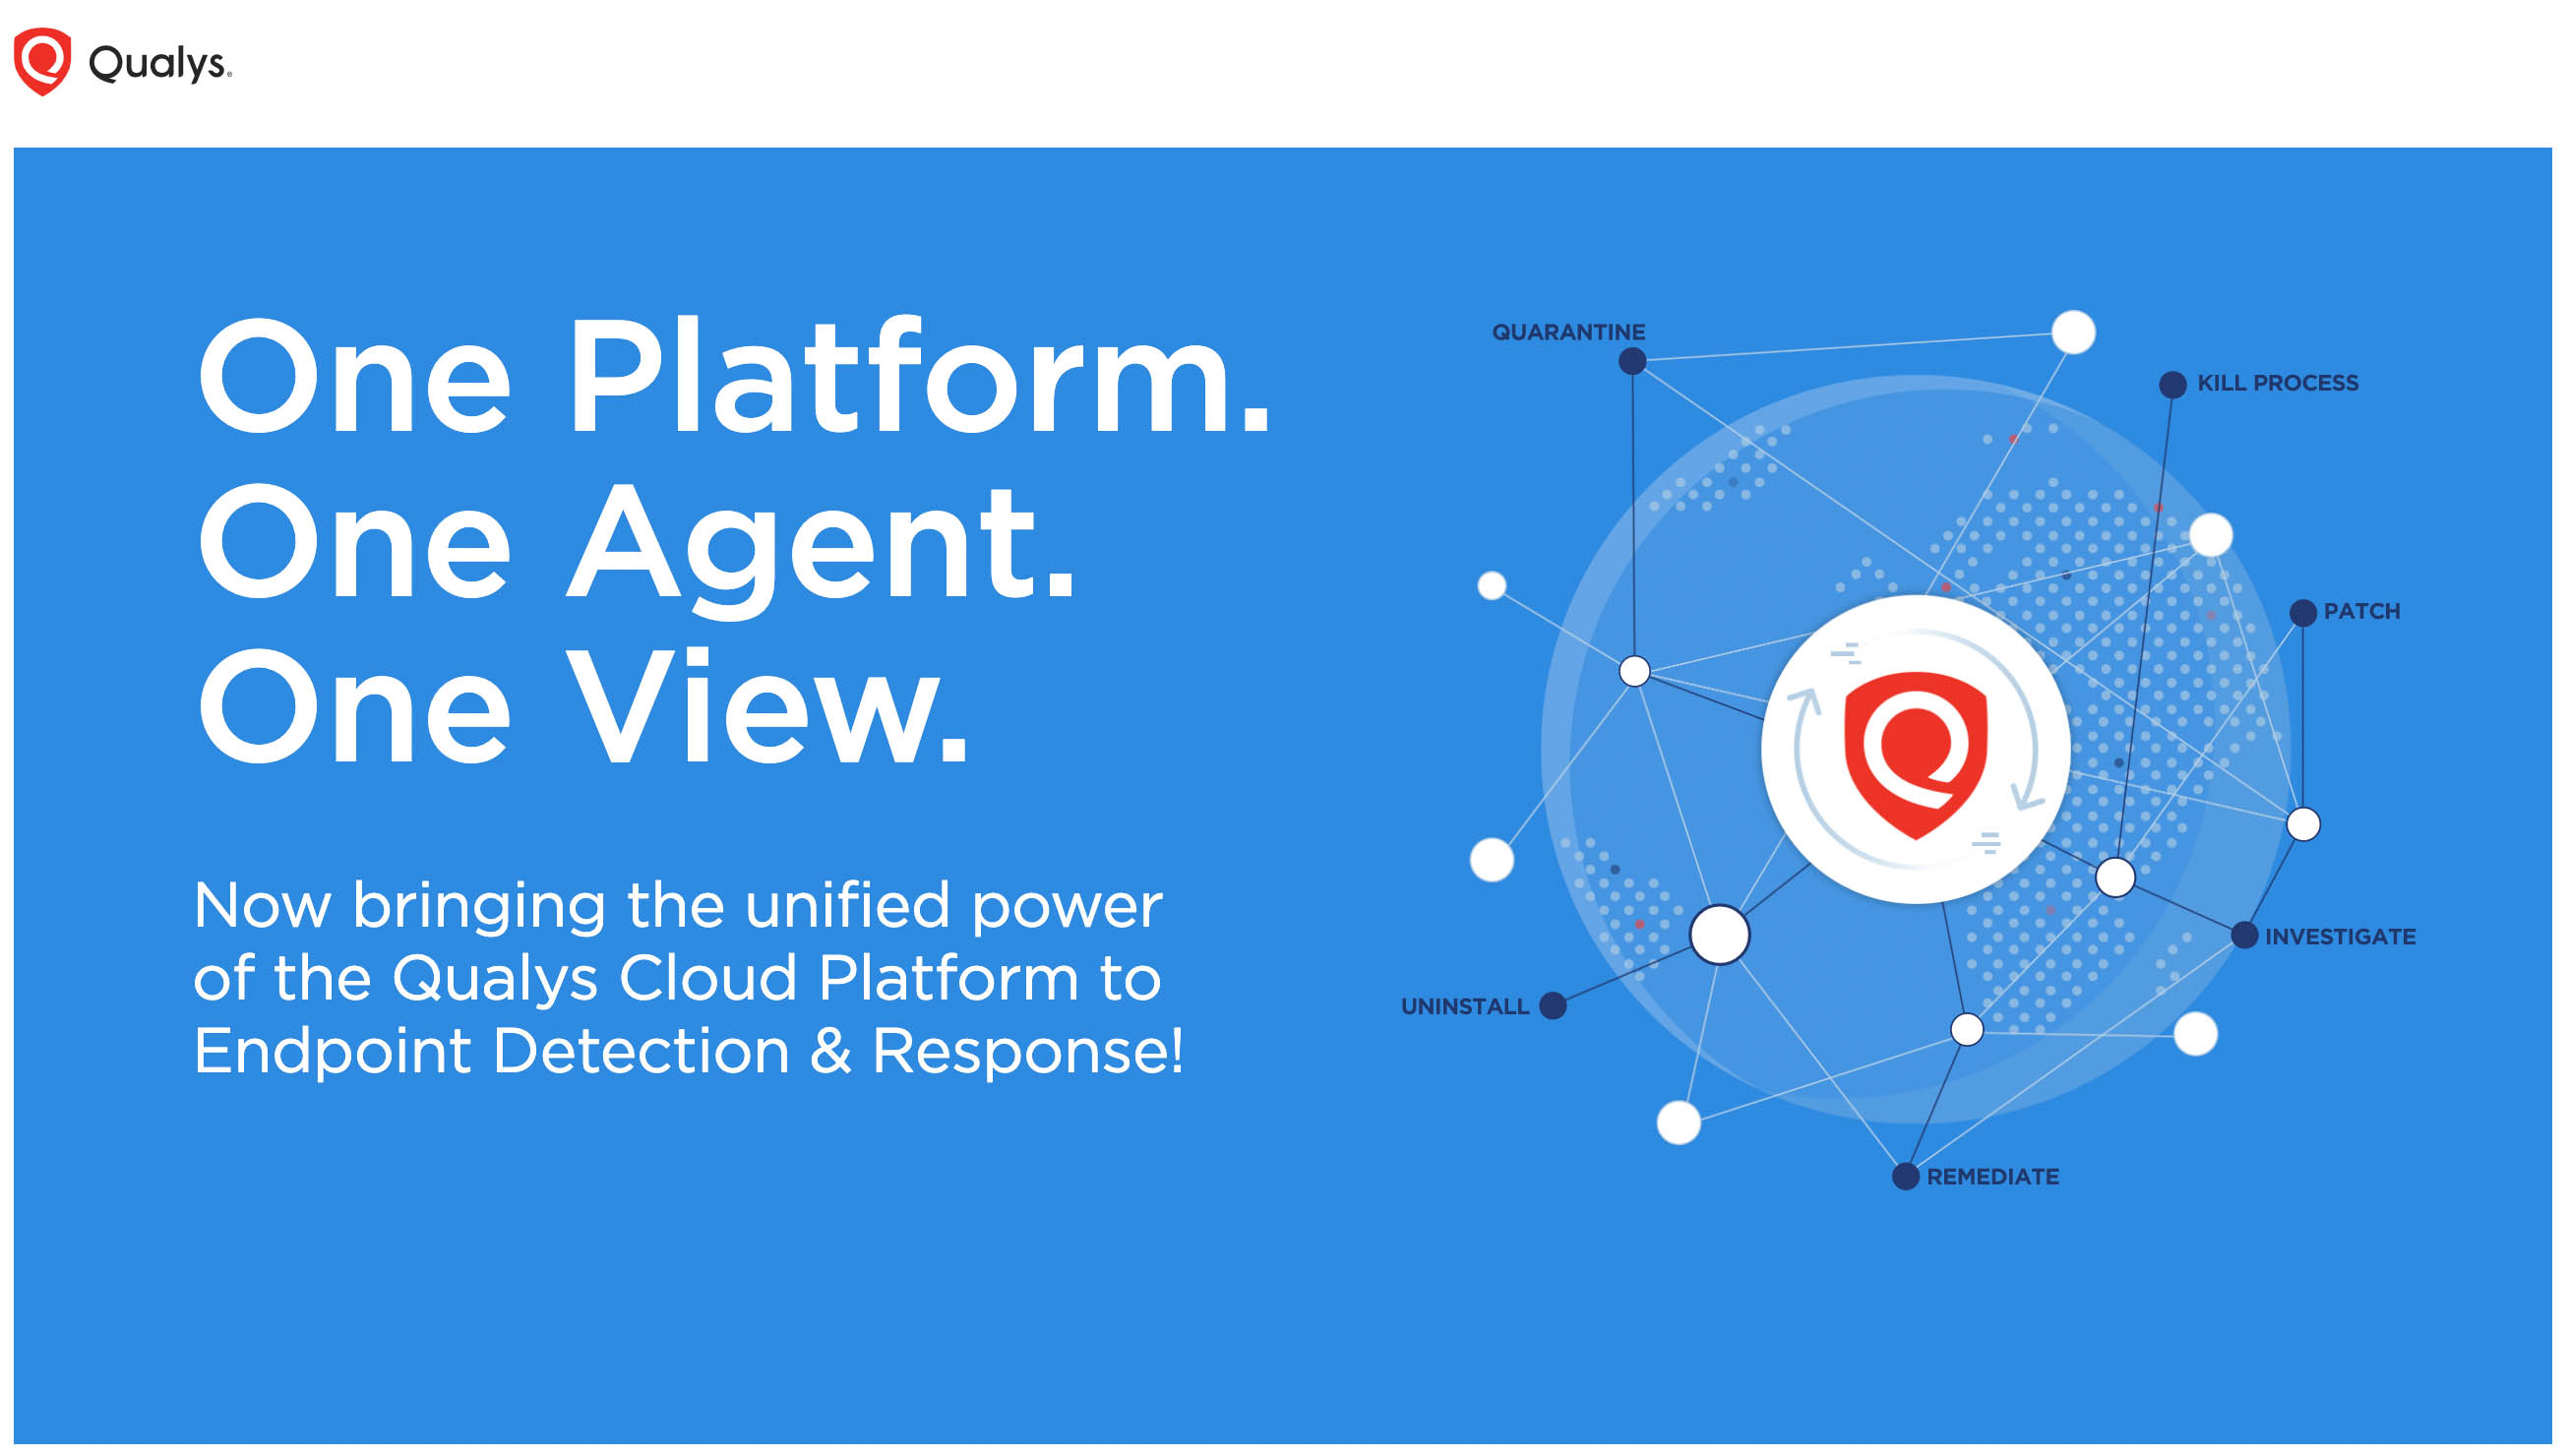 Qualys.
One Platform.
One Agent.
One View.
Now bringing the unified power
of the Qualys Cloud Platform to
Endpoint Detection & Response!
QUARANTINE
KILL PROCESS
PATCH
INVESTIGATE
UNINSTALL
REMEDIATE